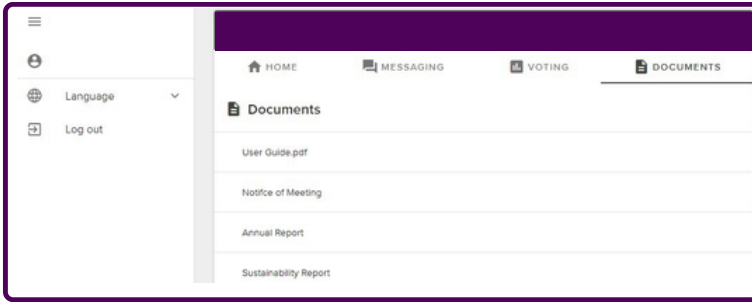 Language
Log out
HOME MESSAGING VOTING DOCUMENTS
Documents
User Guide.pdf
Notifce of Meeting
Annual Report
Sustainability Report